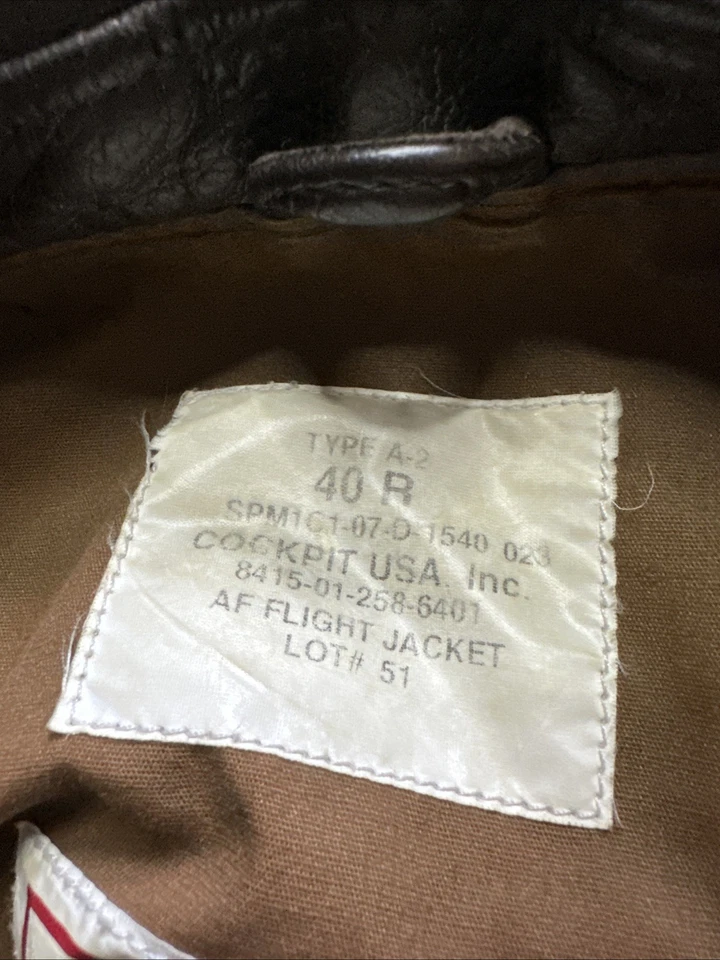 TYPE A-2
40 R
SPM1C1-07-D-1540 023
COCKPIT USA. Inc.
8415-01-258-6401
AF FLIGHT JACKET
LOT# 51